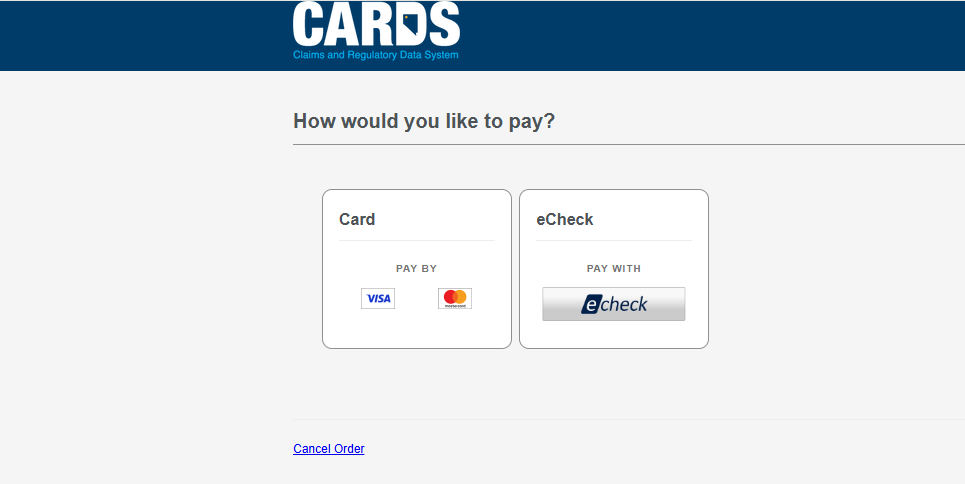 CARDS
Claims and Regulatory Data System
How would you like to pay?
Card
PAY BY
VISA
mastercard
eCheck
PAY WITH
echeck
Cancel Order